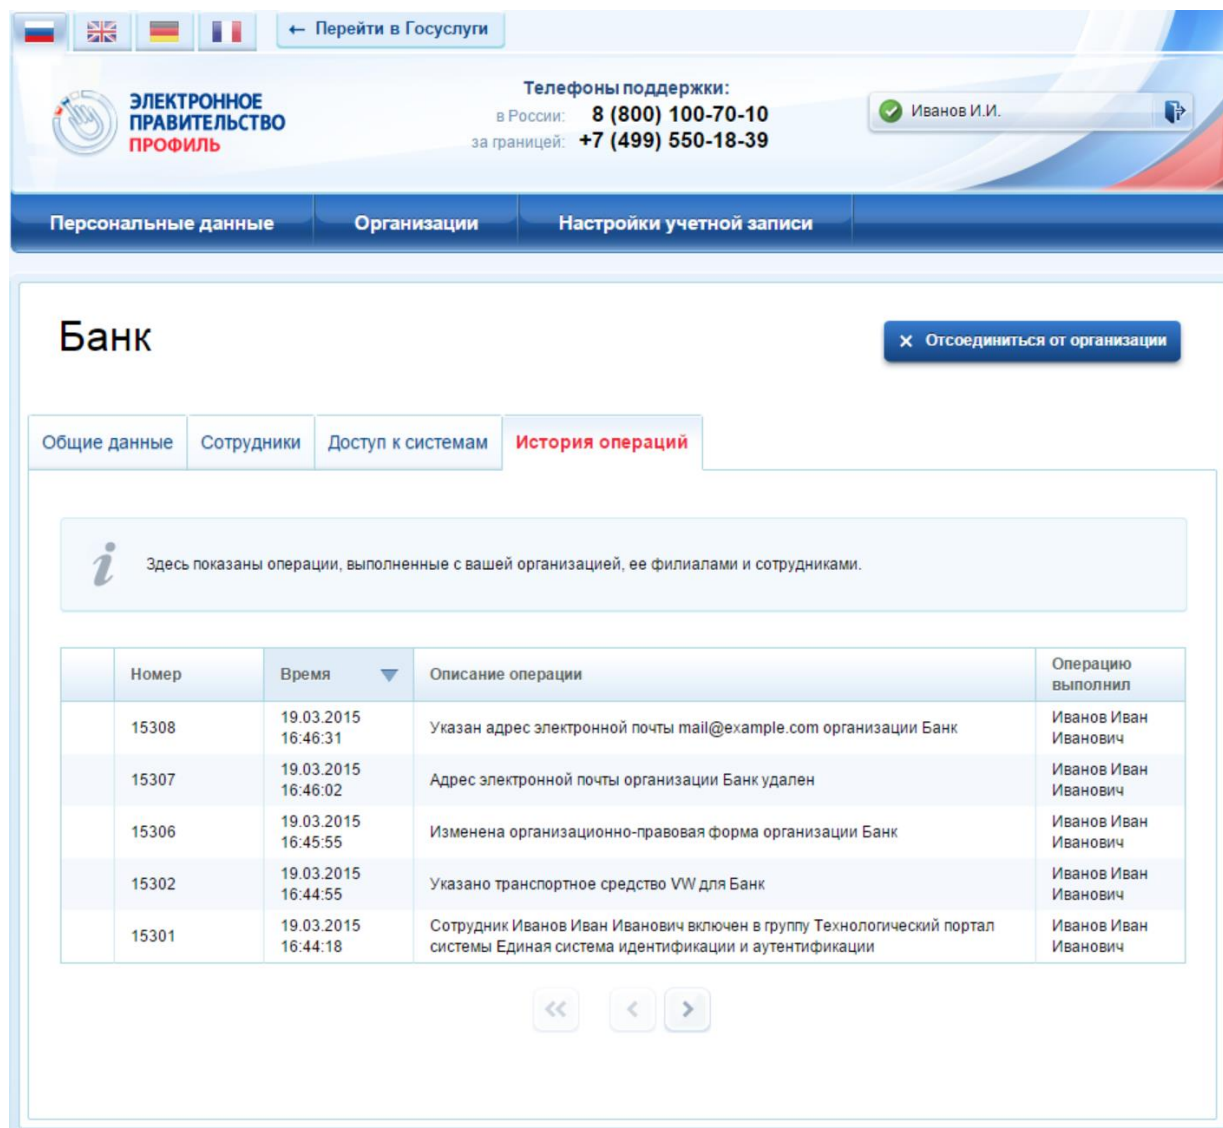 ← Перейти в Госуслуги
ЭЛЕКТРОННОЕ
ПРАВИТЕЛЬСТВО
ПРОФИЛЬ
Телефоны поддержки:
в России: 8 (800) 100-70-10
за границей: +7 (499) 550-18-39
Иванов И.И.
Персональные данные Организации Настройки учетной записи
Банк
× Отсоединиться от организации
Общие данные Сотрудники Доступ к системам История операций
i
Здесь показаны операции, выполненные с вашей организацией, ее филиалами и сотрудниками.
Номер Время Описание операции Операцию
выполнил
15308 19.03.2015
16:46:31 Указан адрес электронной почты mail@example.com организации Банк Иванов Иван
Иванович
15307 19.03.2015
16:46:02 Адрес электронной почты организации Банк удален Иванов Иван
Иванович
15306 19.03.2015
16:45:55 Изменена организационно-правовая форма организации Банк Иванов Иван
Иванович
15302 19.03.2015
16:44:55 Указано транспортное средство VW для Банк Иванов Иван
Иванович
15301 19.03.2015
16:44:18 Сотрудник Иванов Иван Иванович включен в группу Технологический портал
системы Единая система идентификации и аутентификации Иванов Иван
Иванович